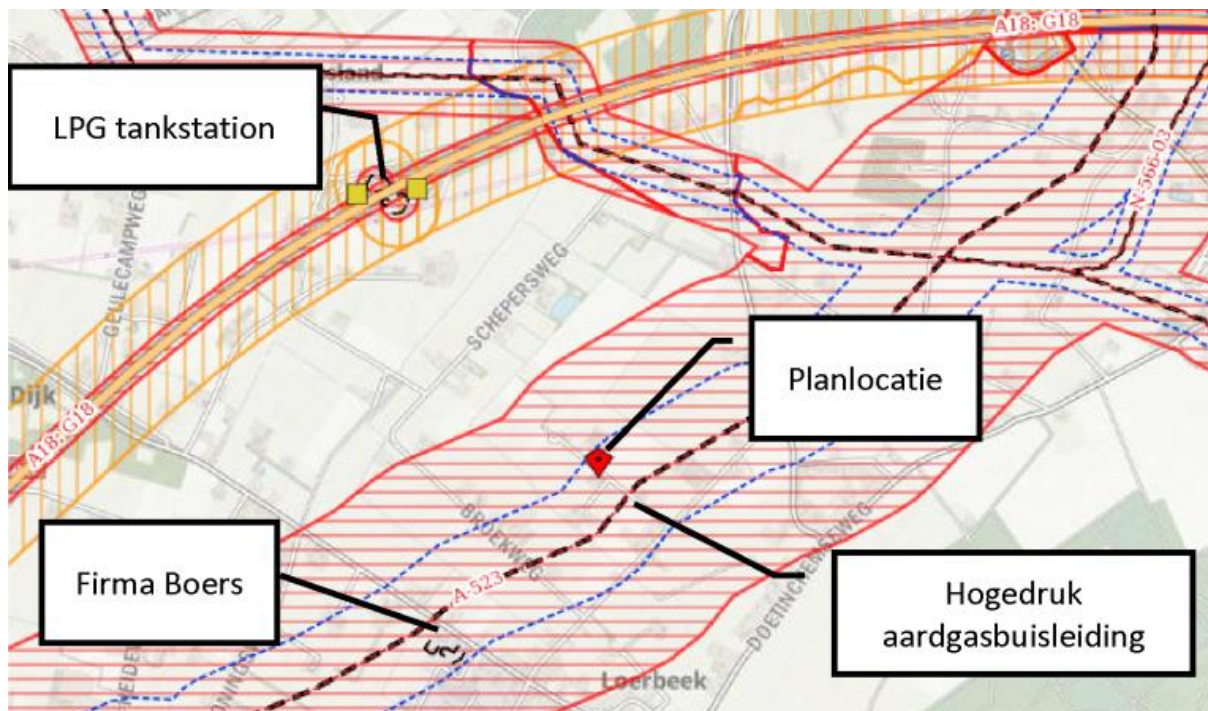 A18: G18
LPG tankstation
GEULECAMPWEG
SCHEPERSWEG
N-566-03
Planlocatie
Dijk
A18: G18
BROEKWEG
Firma Boers
A-523
DOETINCHEMSEWEG
Hogedruk
aardgasbuisleiding
Loerbeek